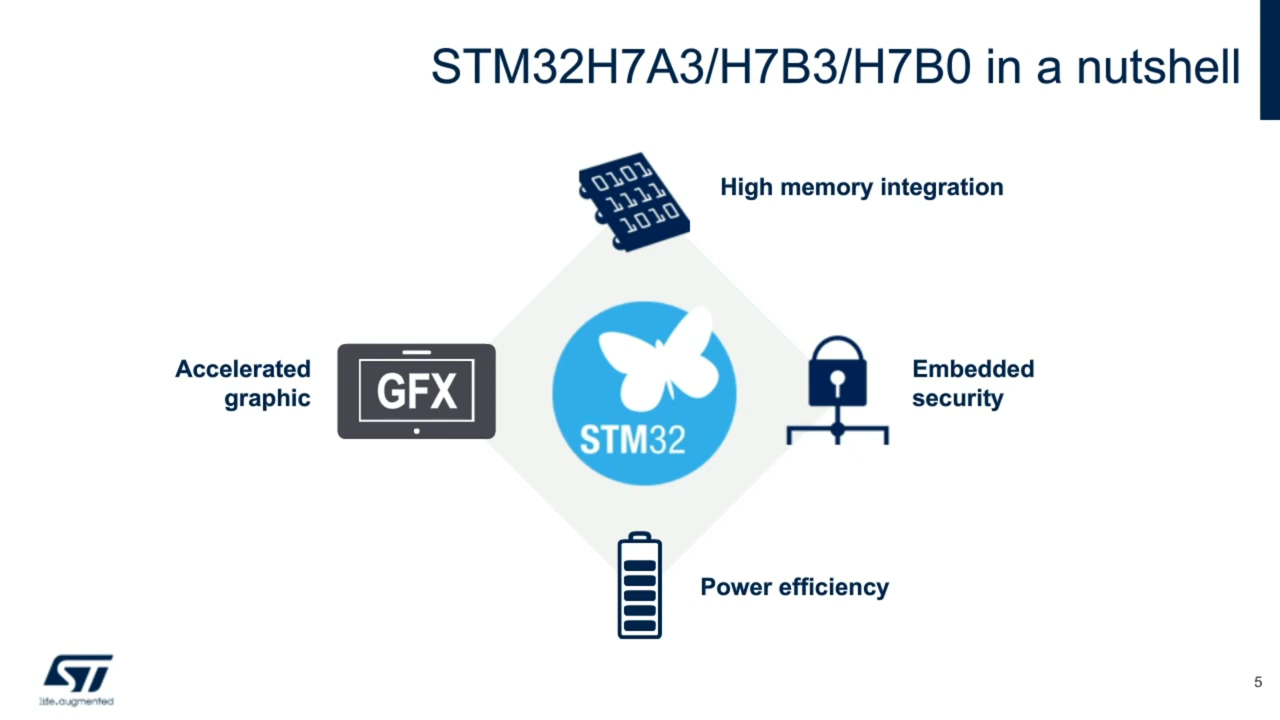 STM32H7A3/H7B3/H7B0 in a nutshell
0101
1111
1010
High memory integration
Accelerated
graphic
GFX
STM32
Embedded
security
Power efficiency
ST
life.augmented
5